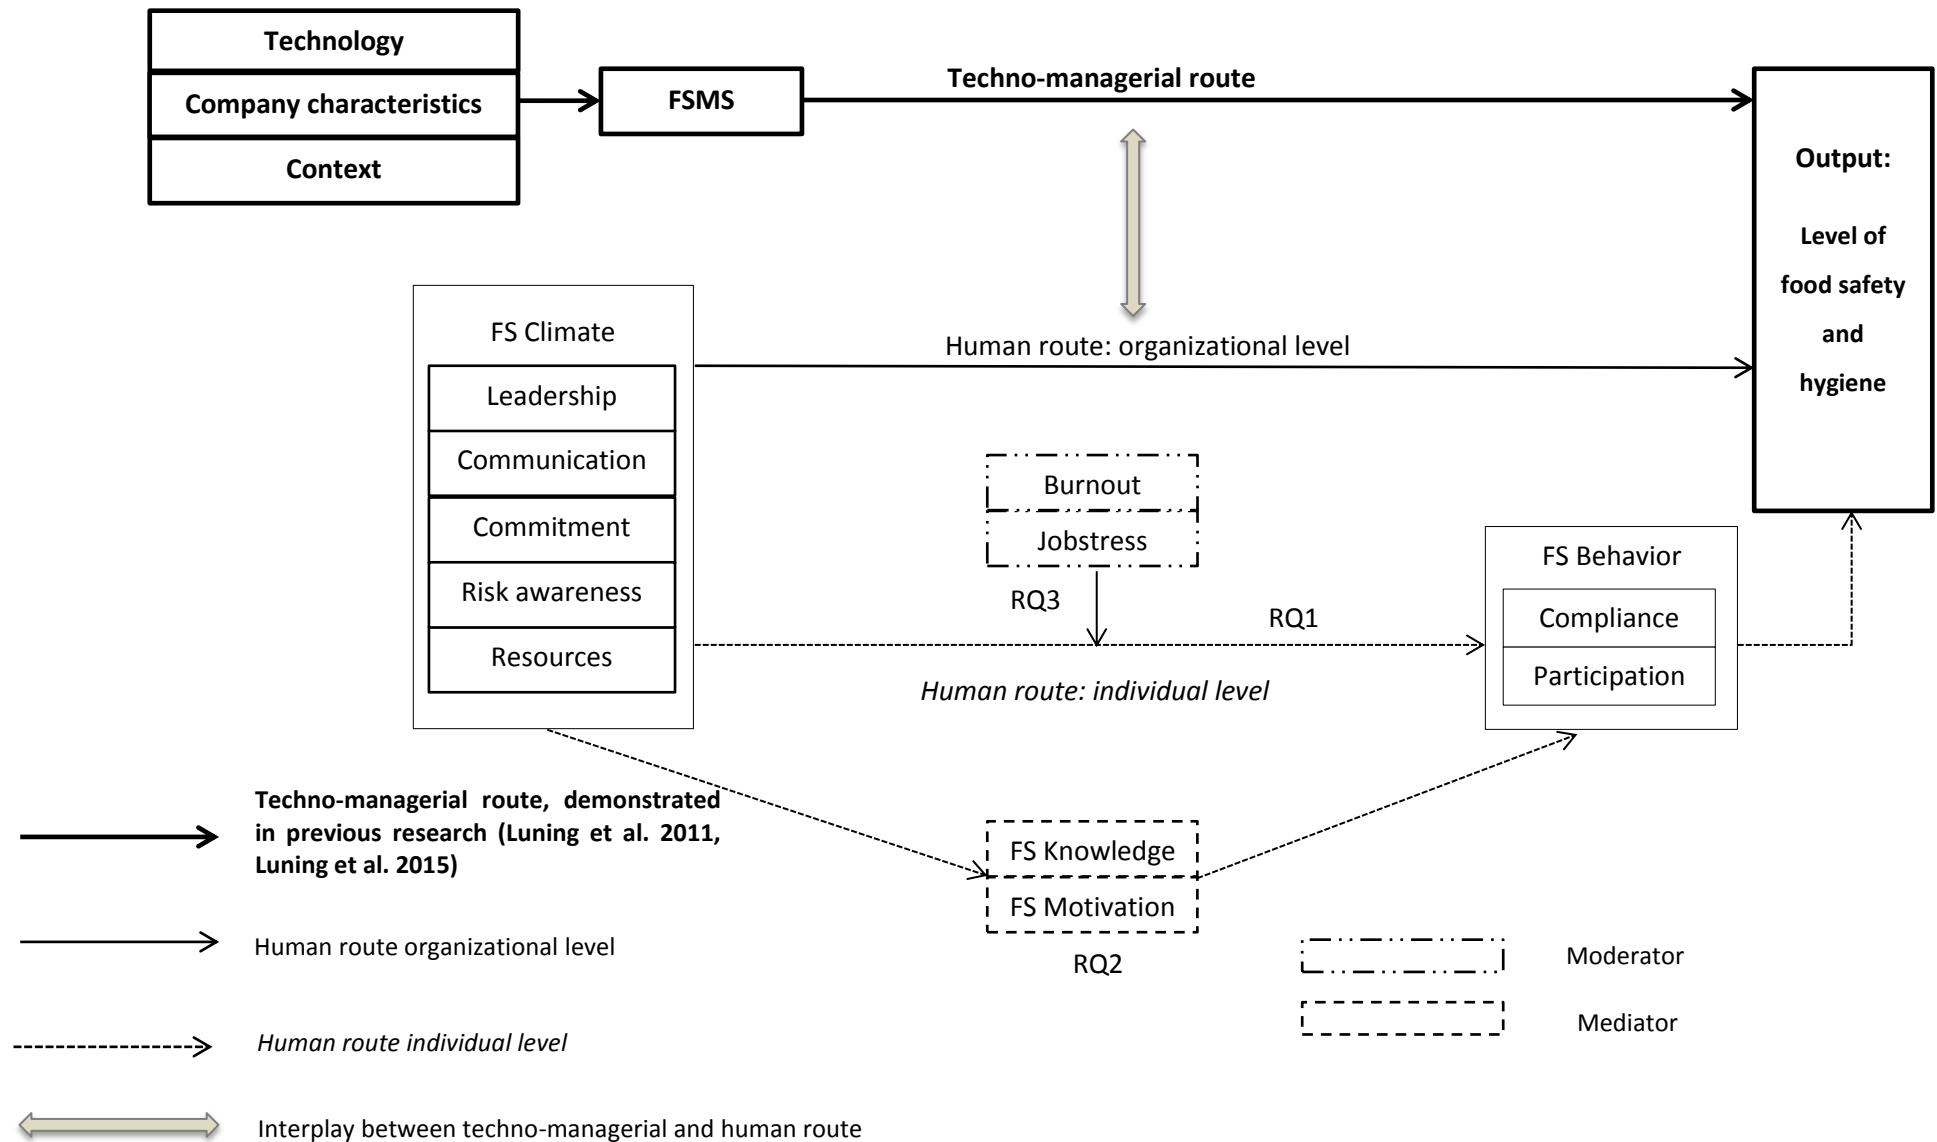 Technology
Company characteristics
Context
FSMS
Techno-managerial route
Output:
Level of
food safety
and
hygiene
FS Climate
Leadership
Communication
Commitment
Risk awareness
Resources
Human route: organizational level
Burnout
Jobstress
RQ3
RQ1
Human route: individual level
FS Behavior
Compliance
Participation
FS Knowledge
FS Motivation
RQ2
Techno-managerial route, demonstrated
in previous research (Luning et al. 2011,
Luning et al. 2015)
Human route organizational level
Human route individual level
Interplay between techno-managerial and human route
Moderator
Mediator